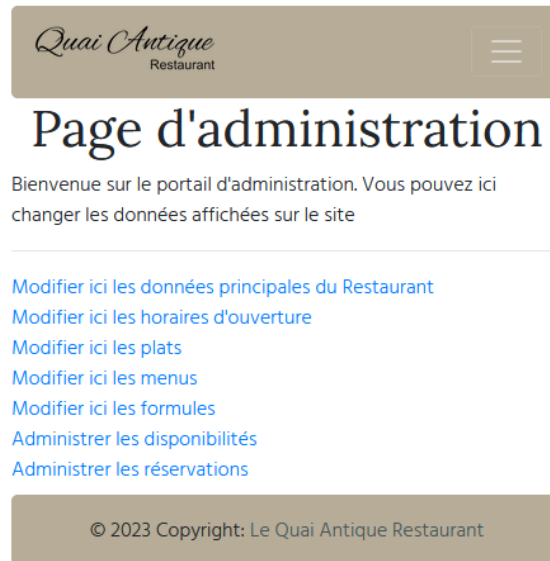 Quai Antique
Restaurant
Page d'administration
Bienvenue sur le portail d'administration. Vous pouvez ici
changer les données affichées sur le site
Modifier ici les données principales du Restaurant
Modifier ici les horaires d'ouverture
Modifier ici les plats
Modifier ici les menus
Modifier ici les formules
Administrer les disponibilités
Administrer les réservations
© 2023 Copyright: Le Quai Antique Restaurant